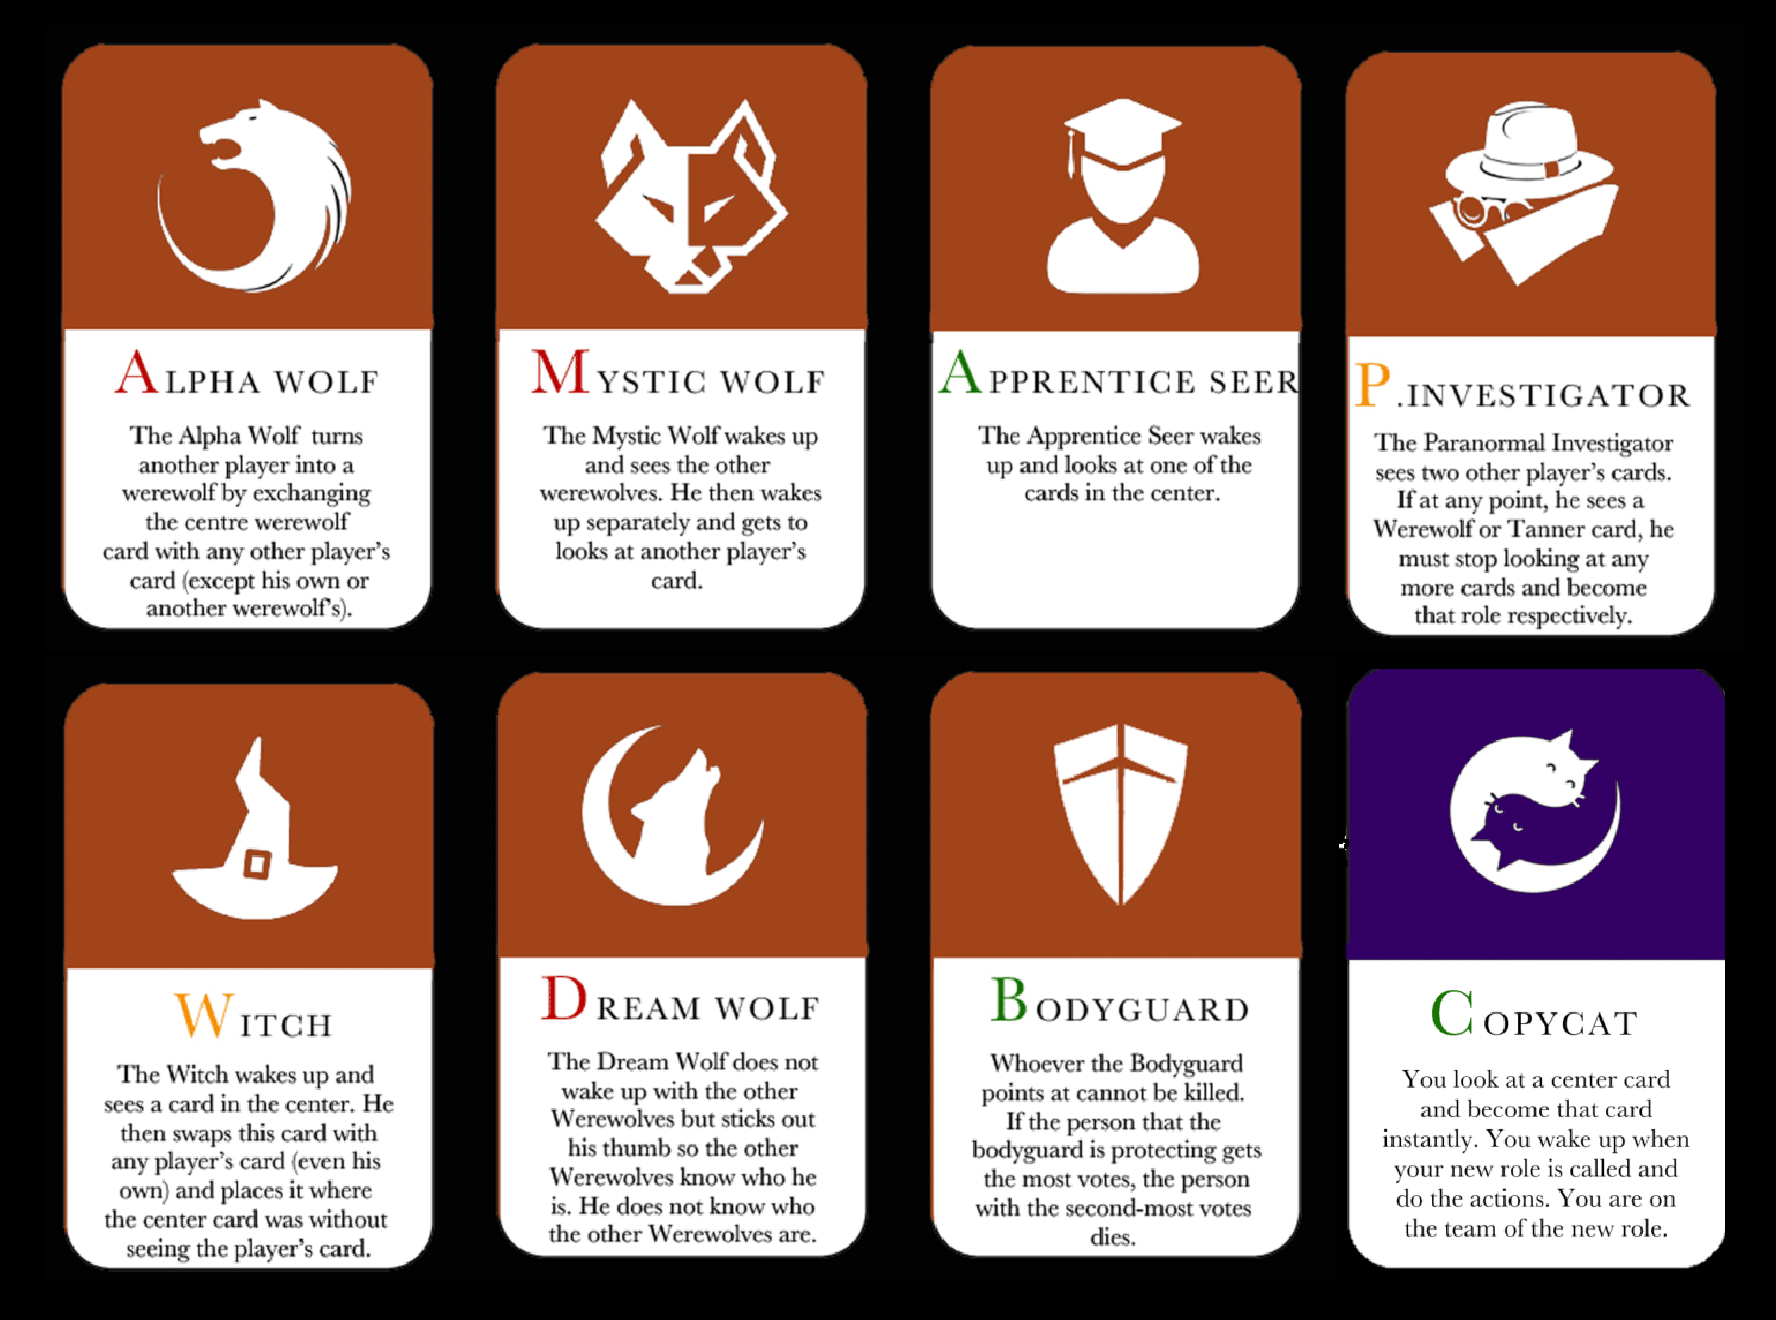 ALPHA WOLF
The Alpha Wolf turns
another player into a
werewolf by exchanging
the centre werewolf
card with any other player's
card (except his own or
another werewolf's).
MYSTIC WOLF
The Mystic Wolf wakes up
and sees the other
werewolves. He then wakes
up separately and gets to
looks at another player's
card.
APPRENTICE SEER
The Apprentice Seer wakes
up and looks at one of the
cards in the center.
P.INVESTIGATOR
The Paranormal Investigator
sees two other player's cards.
If at any point, he sees a
Werewolf or Tanner card, he
must stop looking at any
more cards and become
that role respectively.
WITCH
The Witch wakes up and
sees a card in the center. He
then swaps this card with
any player's card (even his
own) and places it where
the center card was without
seeing the player's card.
DREAM WOLF
The Dream Wolf does not
wake up with the other
Werewolves but sticks out
his thumb so the other
Werewolves know who he
is. He does not know who
the other Werewolves are.
BODYGUARD
Whoever the Bodyguard
points at cannot be killed.
If the person that the
bodyguard is protecting gets
the most votes, the person
with the second-most votes
dies.
COPYCAT
You look at a center card
and become that card
instantly. You wake up when
your new role is called and
do the actions. You are on
the team of the new role.